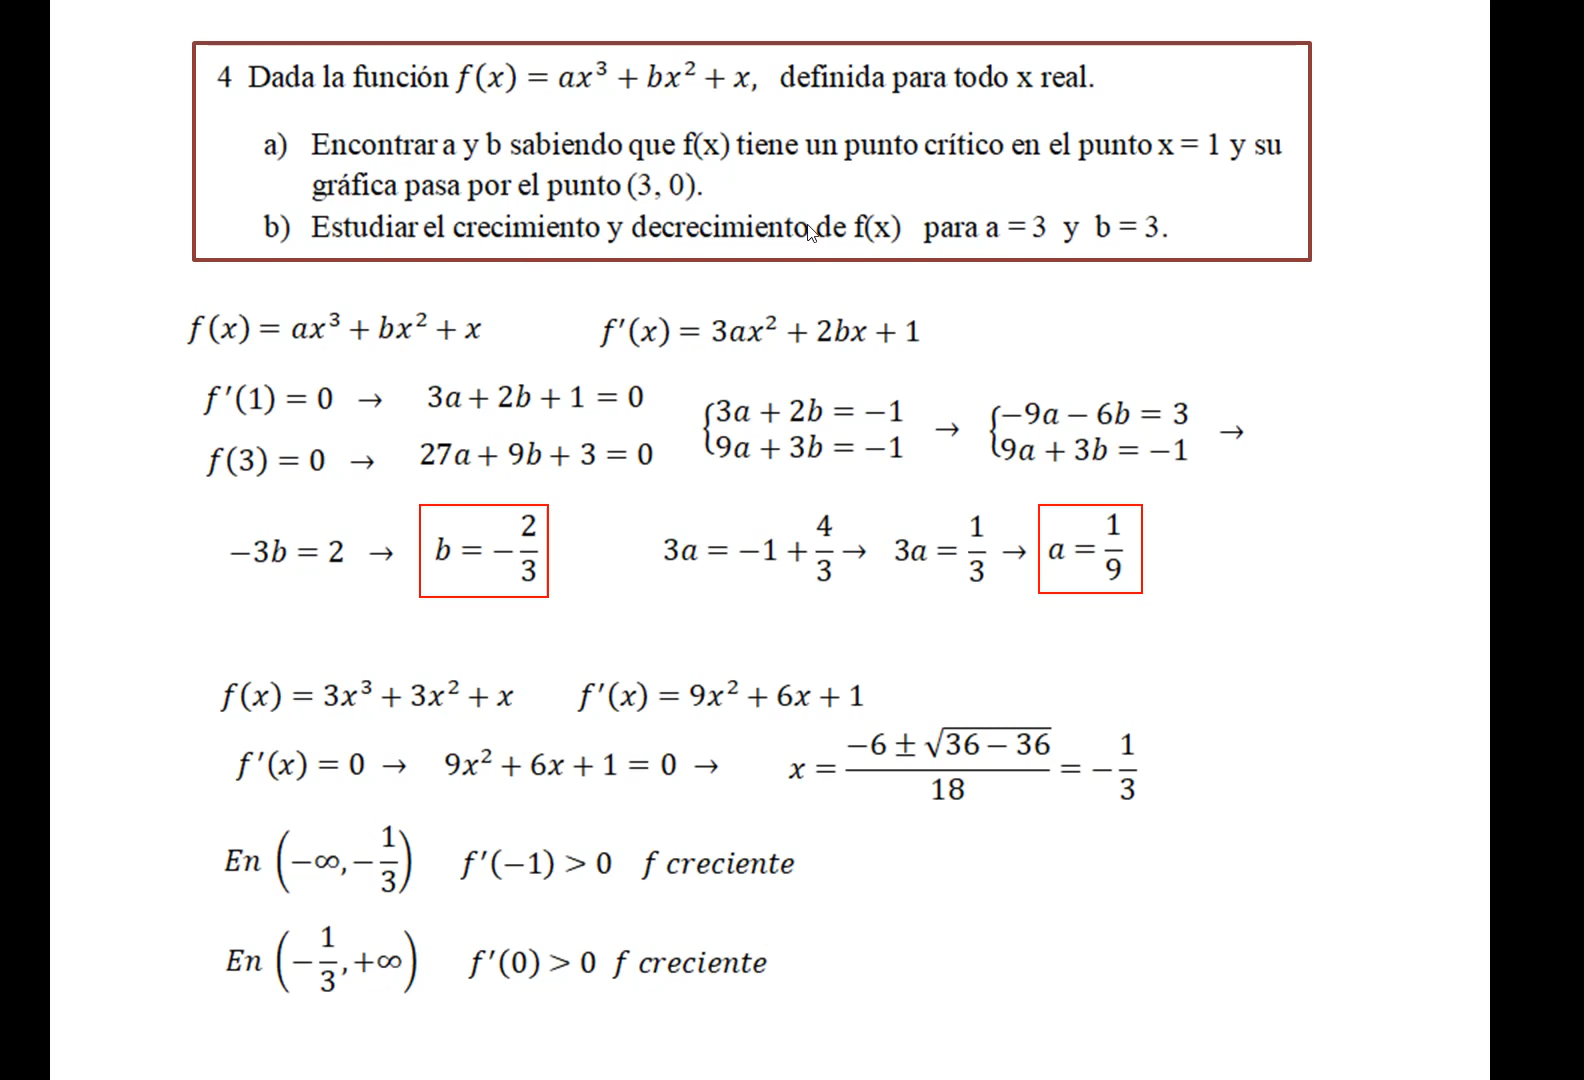 4 Dada la función f(x) = ax³ + bx² + x, definida para todo x real.
a) Encontrar a y b sabiendo que f(x) tiene un punto crítico en el punto x = 1 y su
gráfica pasa por el punto (3, 0).
b) Estudiar el crecimiento y decrecimiento de f(x) para a = 3 y b = 3.
f(x) = ax³ + bx² + x f′(x) = 3ax² + 2bx + 1
f′(1) = 0 → 3a + 2b + 1 = 0
f(3) = 0 → 27a + 9b + 3 = 0
{3a + 2b = −1
9a + 3b = −1 →
{−9a − 6b = 3
9a + 3b = −1 →
−3b = 2 → b = −2/3 3a = −1 + 4/3 → 3a = 1/3 → a = 1/9
f(x) = 3x³ + 3x² + x f′(x) = 9x² + 6x + 1
f′(x) = 0 → 9x² + 6x + 1 = 0 → x = (−6 ± √(36 − 36))/18 = −1/3
En (−∞, −1/3) f′(−1) > 0 f creciente
En (−1/3, +∞) f′(0) > 0 f creciente